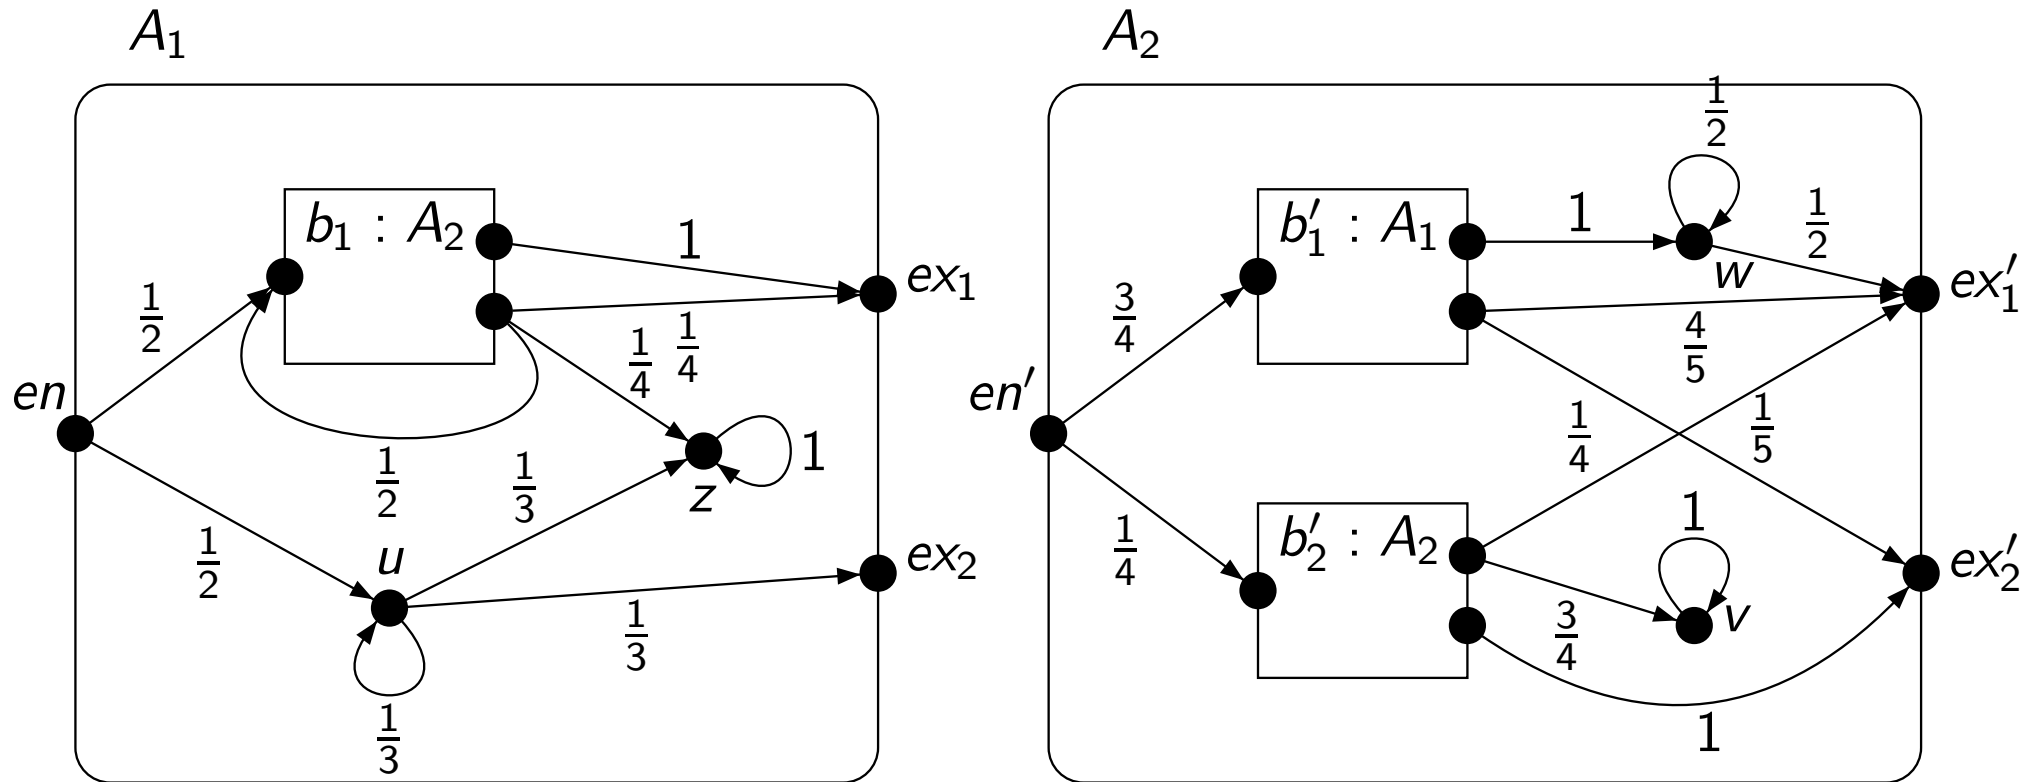 A₁
b₁ : A₂
1
ex₁
1/2
1/4
1/4
en
1/2
1/3
1
z
1/2
u
ex₂
1/3
1/3
A₂
1/2
b′₁ : A₁
1
1/2
w
ex′₁
3/4
4/5
en′
1/4
1/5
1/4
b′₂ : A₂
1
ex′₂
3/4
v
1